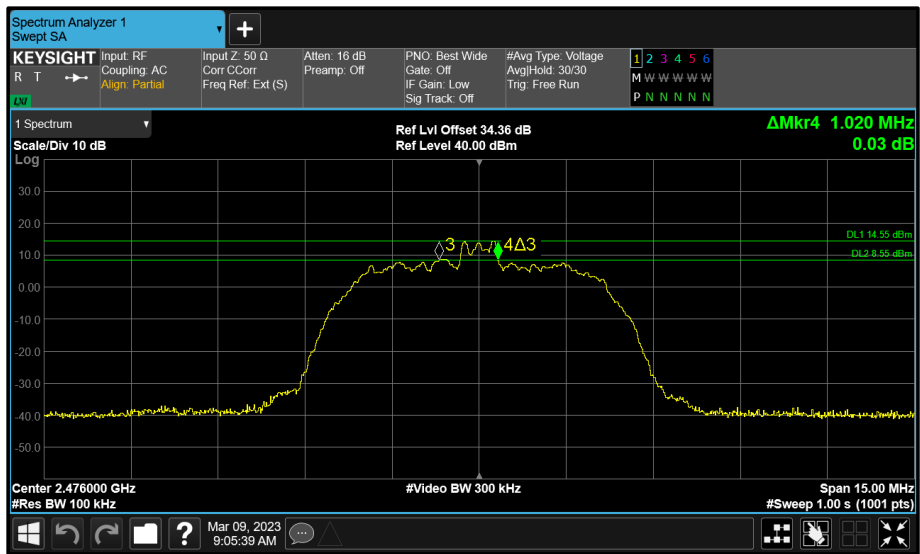 Spectrum Analyzer 1
Swept SA
KEYSIGHT
R T
LXI
Input: RF
Coupling: AC
Align: Partial
Input Z: 50 Ω
Corr CCorr
Freq Ref: Ext (S)
Atten: 16 dB
Preamp: Off
PNO: Best Wide
Gate: Off
IF Gain: Low
Sig Track: Off
#Avg Type: Voltage
Avg|Hold: 30/30
Trig: Free Run
1 2 3 4 5 6
M W W W W W
P N N N N N
1 Spectrum
Scale/Div 10 dB
Ref Lvl Offset 34.36 dB
Ref Level 40.00 dBm
ΔMkr4 1.020 MHz
0.03 dB
Log
30.0
20.0
10.0
0.00
-10.0
-20.0
-30.0
-40.0
-50.0
3
4Δ3
DL1 14.55 dBm
DL2 8.55 dBm
Center 2.476000 GHz
#Res BW 100 kHz
#Video BW 300 kHz
Span 15.00 MHz
#Sweep 1.00 s (1001 pts)
?
Mar 09, 2023
9:05:39 AM